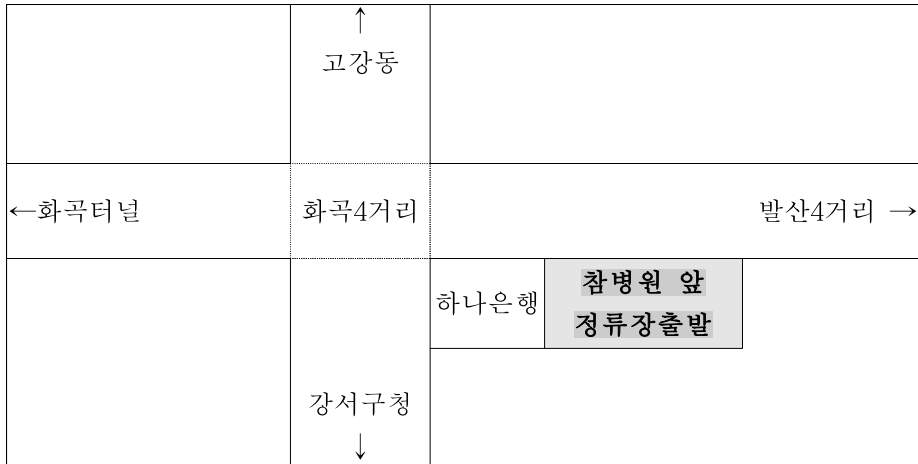 ↑
고강동
←화곡터널
화곡4거리
발산4거리 →
하나은행
참병원 앞
정류장출발
강서구청
↓